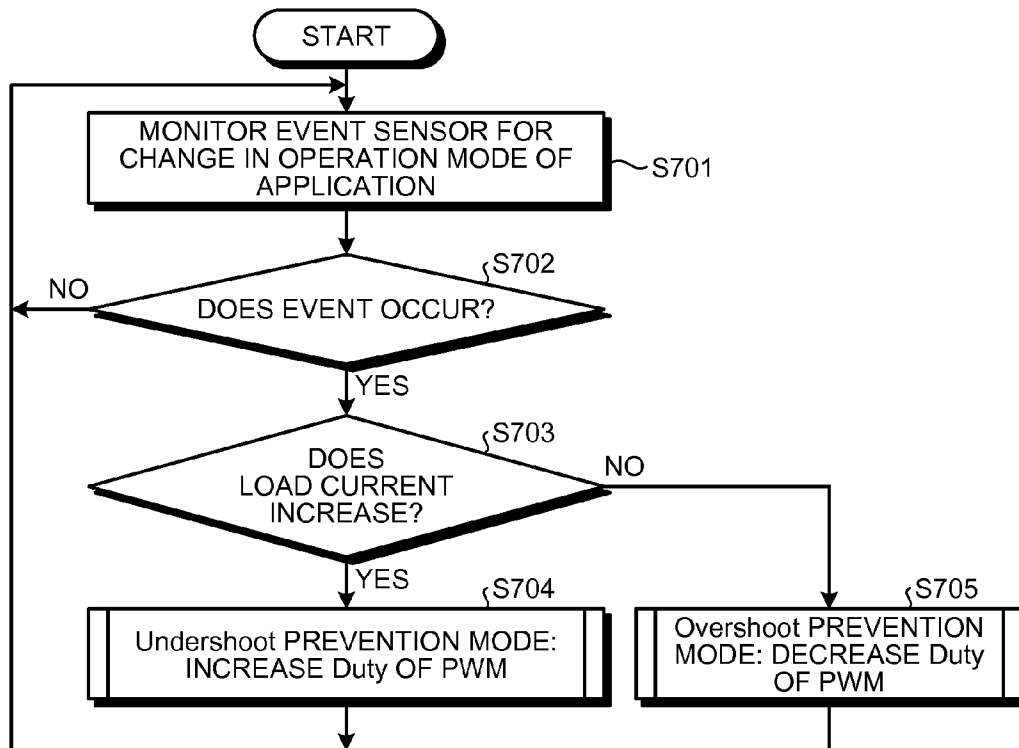 START
MONITOR EVENT SENSOR FOR
CHANGE IN OPERATION MODE OF
APPLICATION
S701
S702
NO
DOES EVENT OCCUR?
YES
S703
DOES
LOAD CURRENT
INCREASE?
NO
YES
S704
Undershoot PREVENTION MODE:
INCREASE Duty OF PWM
S705
Overshoot PREVENTION
MODE: DECREASE Duty
OF PWM